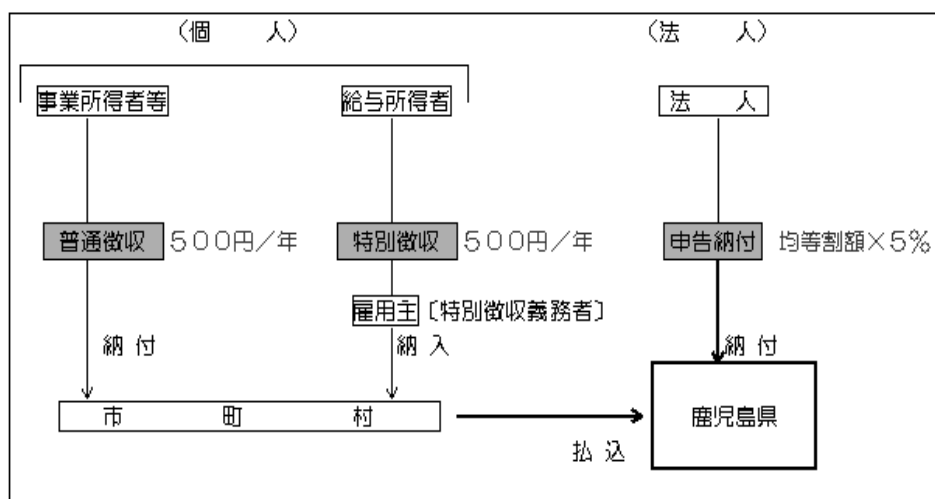 （個　　人）　（法　　人）
事業所得者等　給与所得者　法　人
普通徴収　５００円／年　特別徴収　５００円／年　申告納付　均等割額×５％
雇用主〔特別徴収義務者〕
納付　納入　納付
市　町　村　鹿児島県
払込